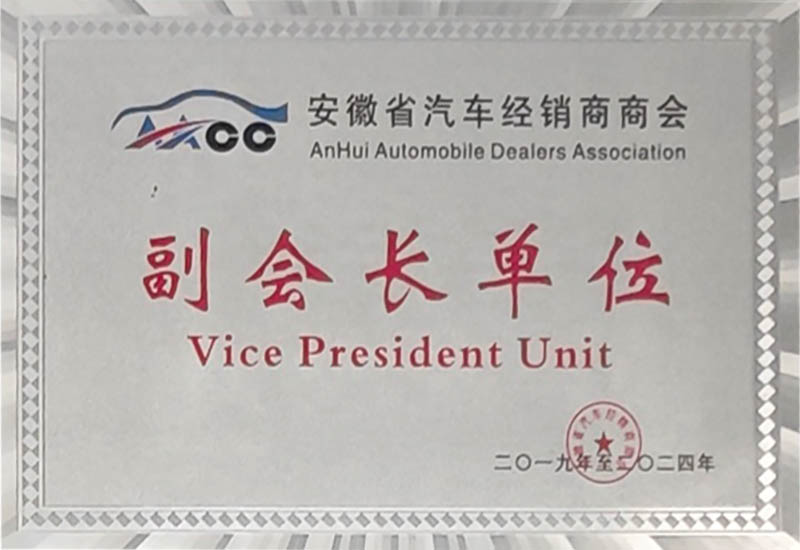 AACC
安徽省汽车经销商商会
AnHui Automobile Dealers Association
副会长单位
Vice President Unit
二〇一九年至二〇二四年